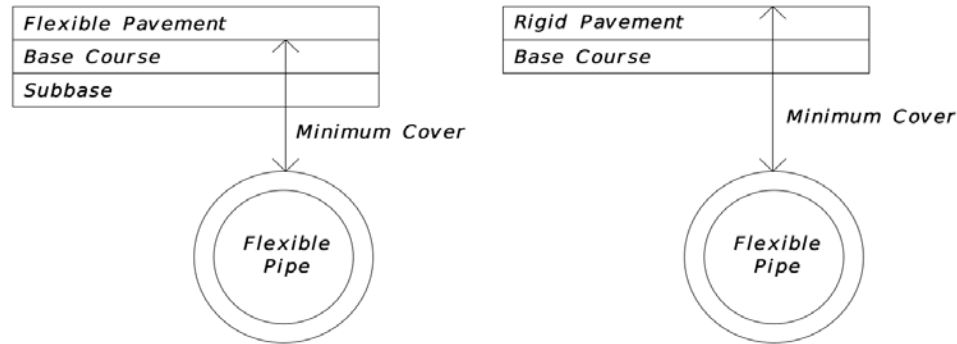 Flexible Pavement
Base Course
Subbase
Minimum Cover
Flexible
Pipe
Rigid Pavement
Base Course
Minimum Cover
Flexible
Pipe